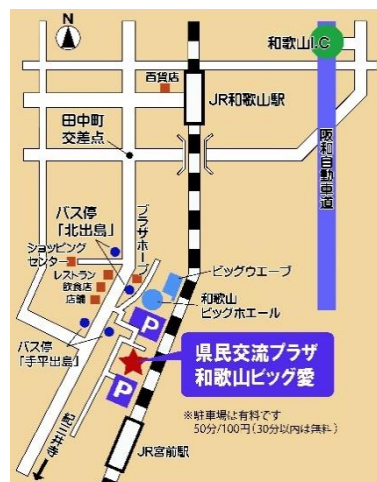 N
和歌山I.C
百貨店
JR和歌山駅
田中町
交差点
阪和自動車道
バス停
「北出島」
プラザホープ
ショッピング
センター
レストラン
飲食店
店舗
ビッグウエーブ
和歌山
ビッグホエール
P
バス停
「手平出島」
県民交流プラザ
和歌山ビッグ愛
P
※駐車場は有料です
50分/100円(30分以内は無料)
紀三井寺
JR宮前駅